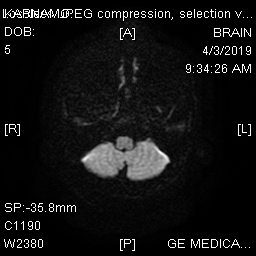 JPEG compression, selection v...
DOB:
[A]
BRAIN
5
4/3/2019
9:34:26 AM
[R]
[L]
SP:-35.8mm
C1190
W2380
[P]
GE MEDICA...